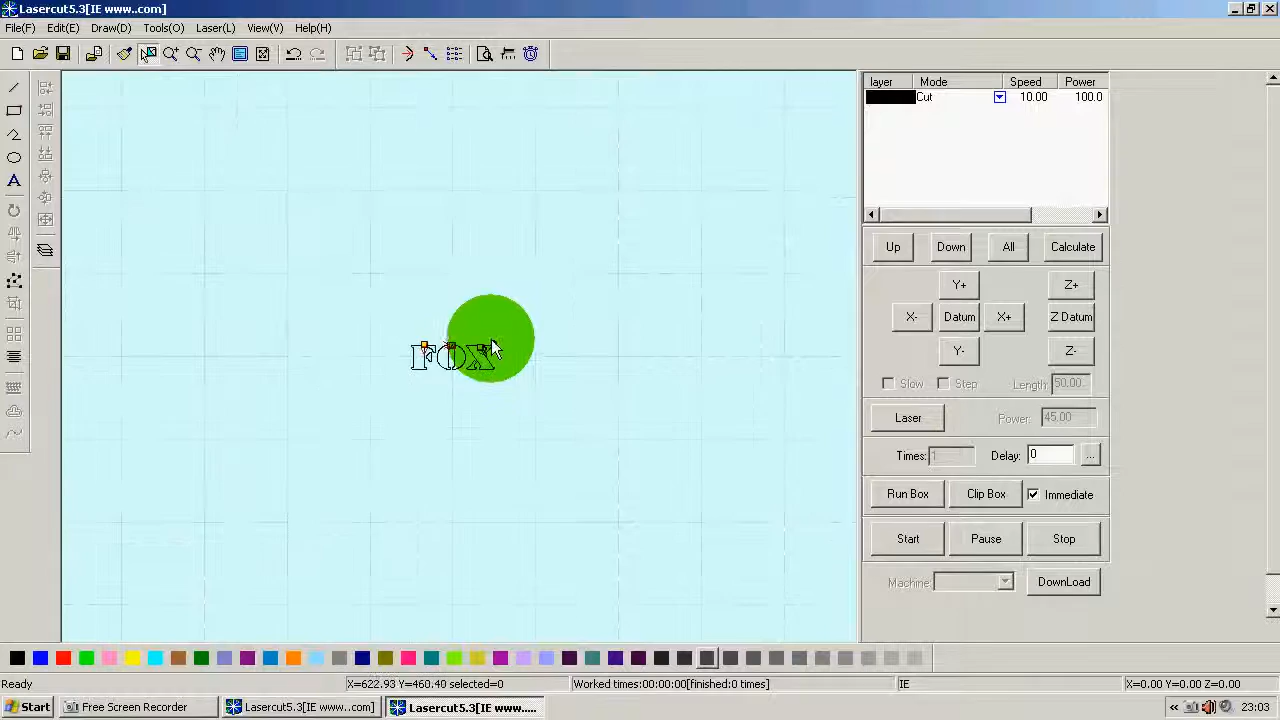 Lasercut5.3[IE www..com]
File(F) Edit(E) Draw(D) Tools(O) Laser(L) View(V) Help(H)
layer Mode Speed Power
Cut 10.00 100.0
Up Down All Calculate
Y+ Z+
X- Datum X+ Z Datum
Y- Z-
Slow Step Length: 50.00
Laser Power: 45.00
Times: 1 Delay: 0 ...
Run Box Clip Box Immediate
Start Pause Stop
Machine: DownLoad
FOX
A
Ready X=622.93 Y=460.40 selected=0 Worked times:00:00:00[finished:0 times] IE X=0.00 Y=0.00 Z=0.00
Start Free Screen Recorder Lasercut5.3[IE www..com] Lasercut5.3[IE www..... « 23:03